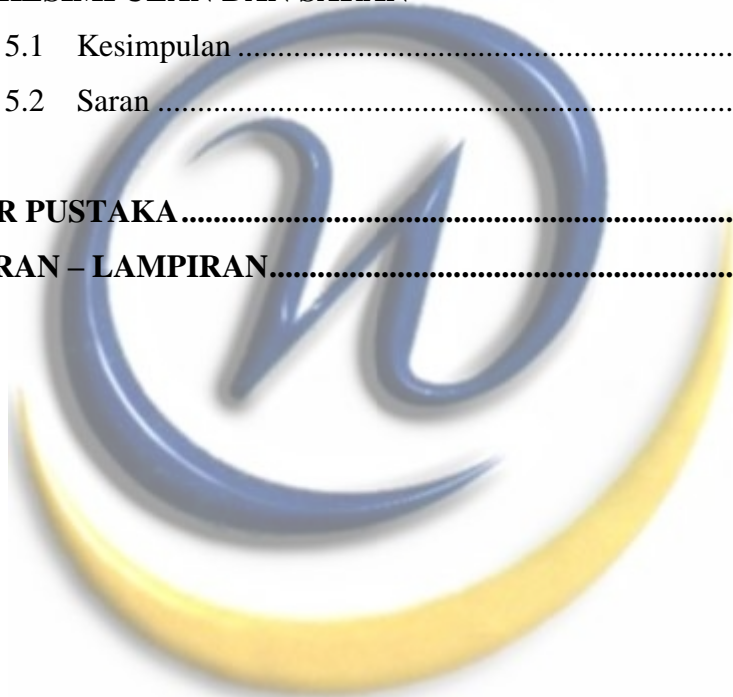 5.1 Kesimpulan ................................................................
5.2 Saran ................................................................
R PUSTAKA ................................................................
RAN – LAMPIRAN ................................................................